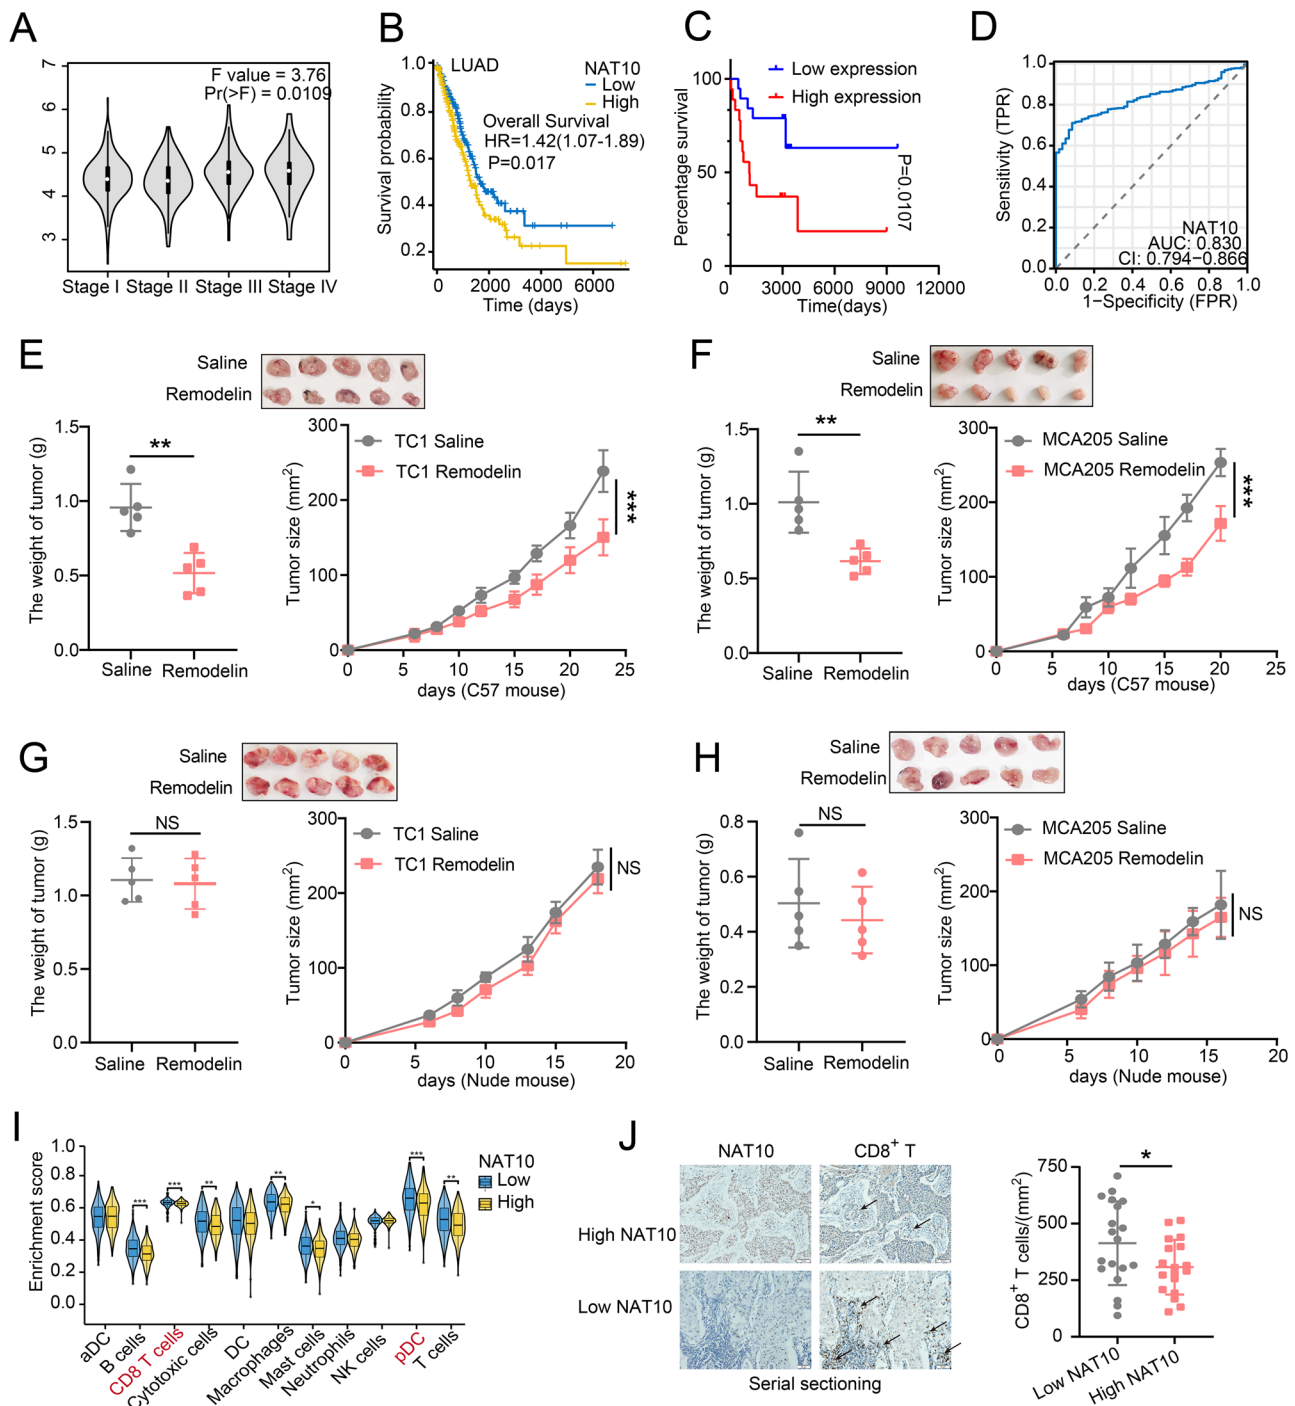 A
F value = 3.76
Pr(>F) = 0.0109
7
6
5
4
3
Stage I Stage II Stage III Stage IV
B
LUAD
NAT10
Low
High
Overall Survival
HR=1.42(1.07-1.89)
P=0.017
Survival probability
1.0
0.8
0.6
0.4
0.2
0 2000 4000 6000
Time (days)
C
Low expression
High expression
Percentage survival
100
50
0
P=0.0107
0 3000 6000 9000 12000
Time(days)
D
Sensitivity (TPR)
1.0
0.8
0.6
0.4
0.2
0.0
NAT10
AUC: 0.830
CI: 0.794−0.866
0.0 0.2 0.4 0.6 0.8 1.0
1−Specificity (FPR)
E
Saline
Remodelin
The weight of tumor (g)
1.5
1.0
0.5
0.0
**
Saline Remodelin
Tumor size (mm²)
300
200
100
0
TC1 Saline
TC1 Remodelin
***
0 5 10 15 20 25
days (C57 mouse)
F
Saline
Remodelin
The weight of tumor (g)
1.5
1.0
0.5
0.0
**
Saline Remodelin
Tumor size (mm²)
300
200
100
0
MCA205 Saline
MCA205 Remodelin
***
0 5 10 15 20 25
days (C57 mouse)
G
Saline
Remodelin
The weight of tumor (g)
1.5
1.0
0.5
0.0
NS
Saline Remodelin
Tumor size (mm²)
300
200
100
0
TC1 Saline
TC1 Remodelin
NS
0 5 10 15 20
days (Nude mouse)
H
Saline
Remodelin
The weight of tumor (g)
0.8
0.6
0.4
0.2
0.0
NS
Saline Remodelin
Tumor size (mm²)
300
200
100
0
MCA205 Saline
MCA205 Remodelin
NS
0 5 10 15 20
days (Nude mouse)
I
Enrichment score
1.0
0.8
0.6
0.4
0.2
0.0
*** *** ** ** * *** **
NAT10
Low
High
aDC
B cells
CD8 T cells
Cytotoxic cells
DC
Macrophages
Mast cells
Neutrophils
NK cells
pDC
T cells
J
NAT10 CD8⁺ T
High NAT10
Low NAT10
Serial sectioning
CD8⁺ T cells/(mm²)
750
500
250
0
*
Low NAT10
High NAT10